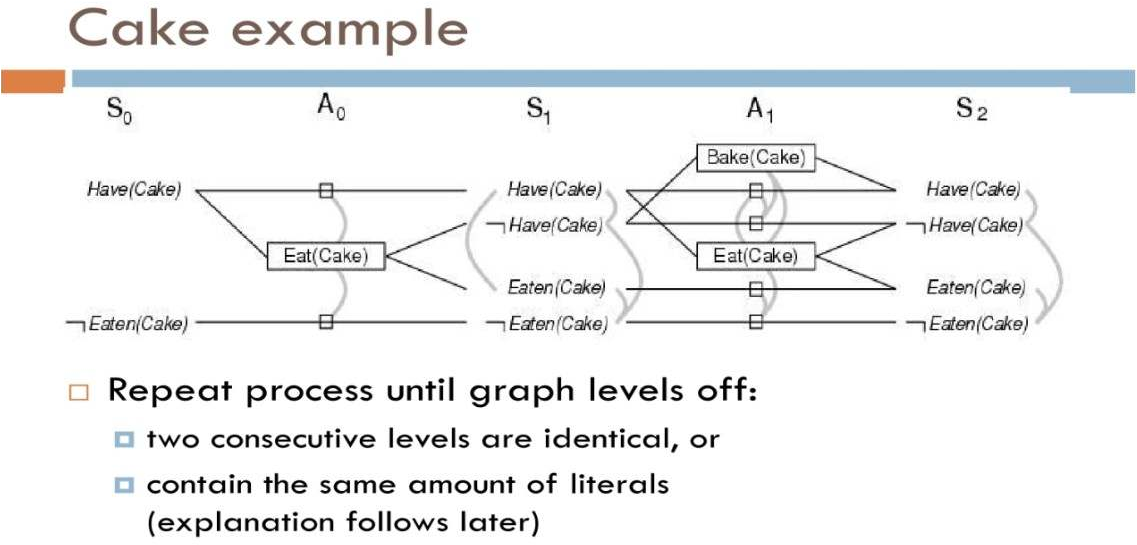 Cake example
S₀ A₀ S₁ A₁ S₂
Bake(Cake)
Have(Cake) Have(Cake) Have(Cake)
¬Have(Cake) ¬Have(Cake)
Eat(Cake) Eat(Cake)
Eaten(Cake) Eaten(Cake)
¬Eaten(Cake) ¬Eaten(Cake) ¬Eaten(Cake)
Repeat process until graph levels off:
two consecutive levels are identical, or
contain the same amount of literals
(explanation follows later)